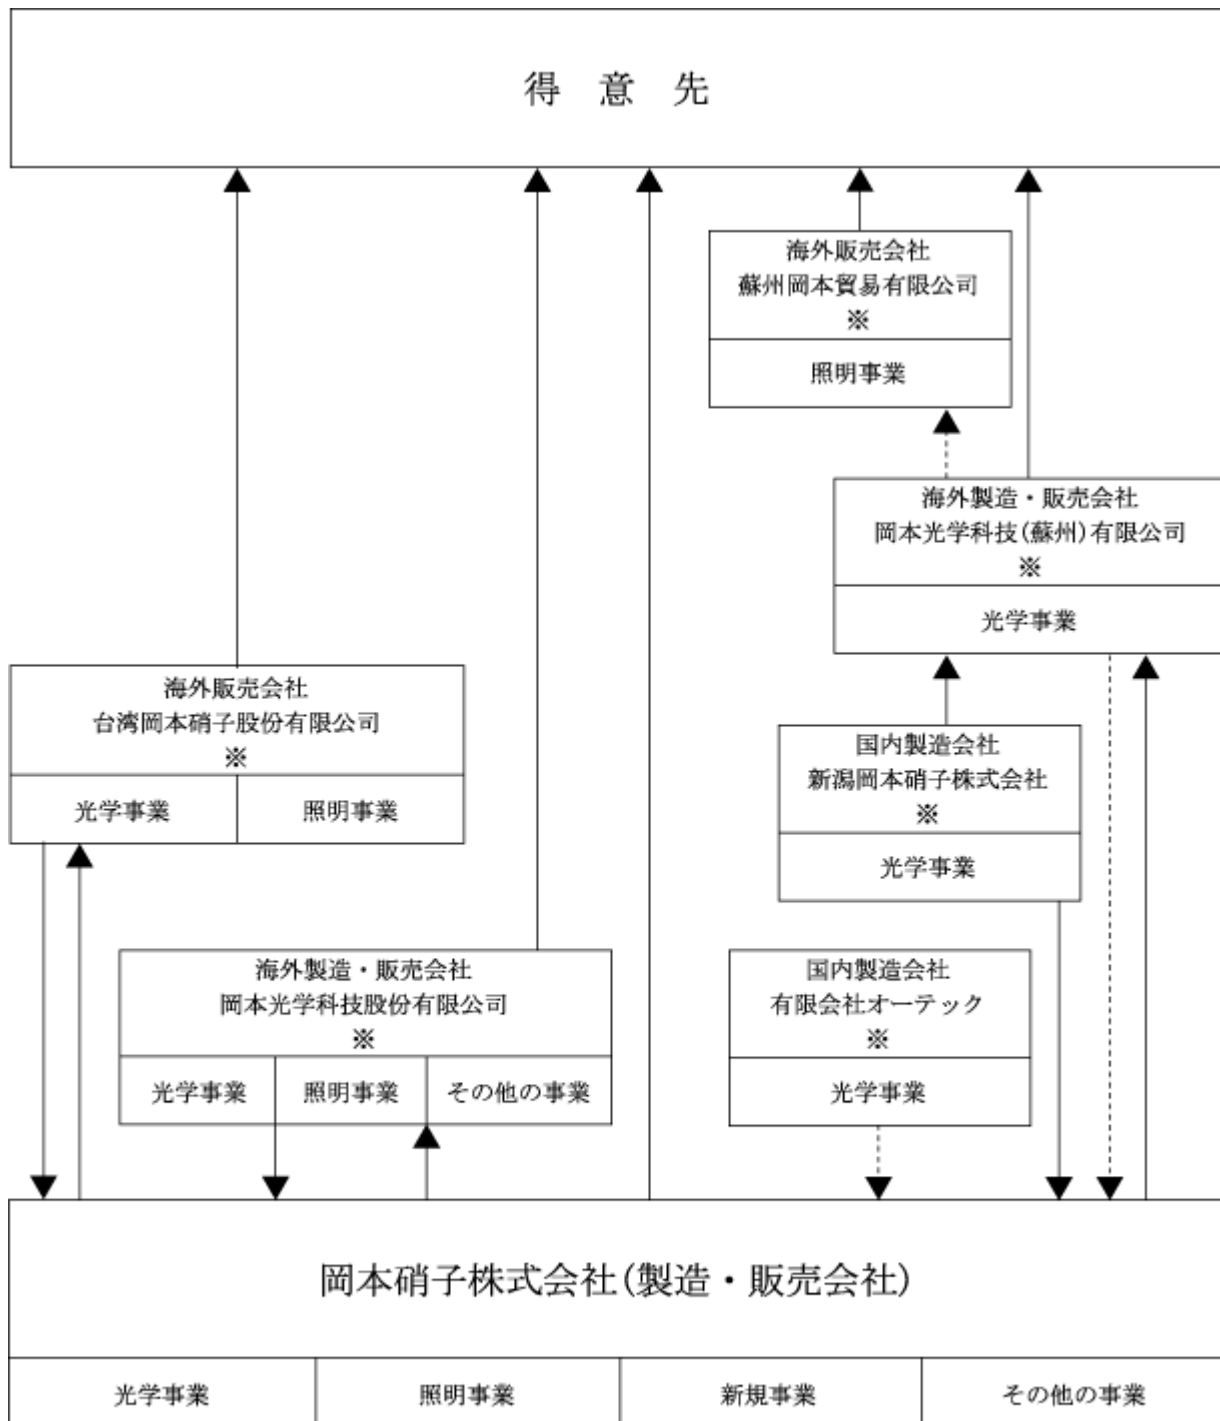 得 意 先
海外販売会社
蘇州岡本貿易有限公司
※
照明事業
海外製造・販売会社
岡本光学科技(蘇州)有限公司
※
光学事業
海外販売会社
台湾岡本硝子股份有限公司
※
光学事業 照明事業
国内製造会社
新潟岡本硝子株式会社
※
光学事業
海外製造・販売会社
岡本光学科技股份有限公司
※
光学事業 照明事業 その他の事業
国内製造会社
有限会社オーテック
※
光学事業
岡本硝子株式会社(製造・販売会社)
光学事業 照明事業 新規事業 その他の事業